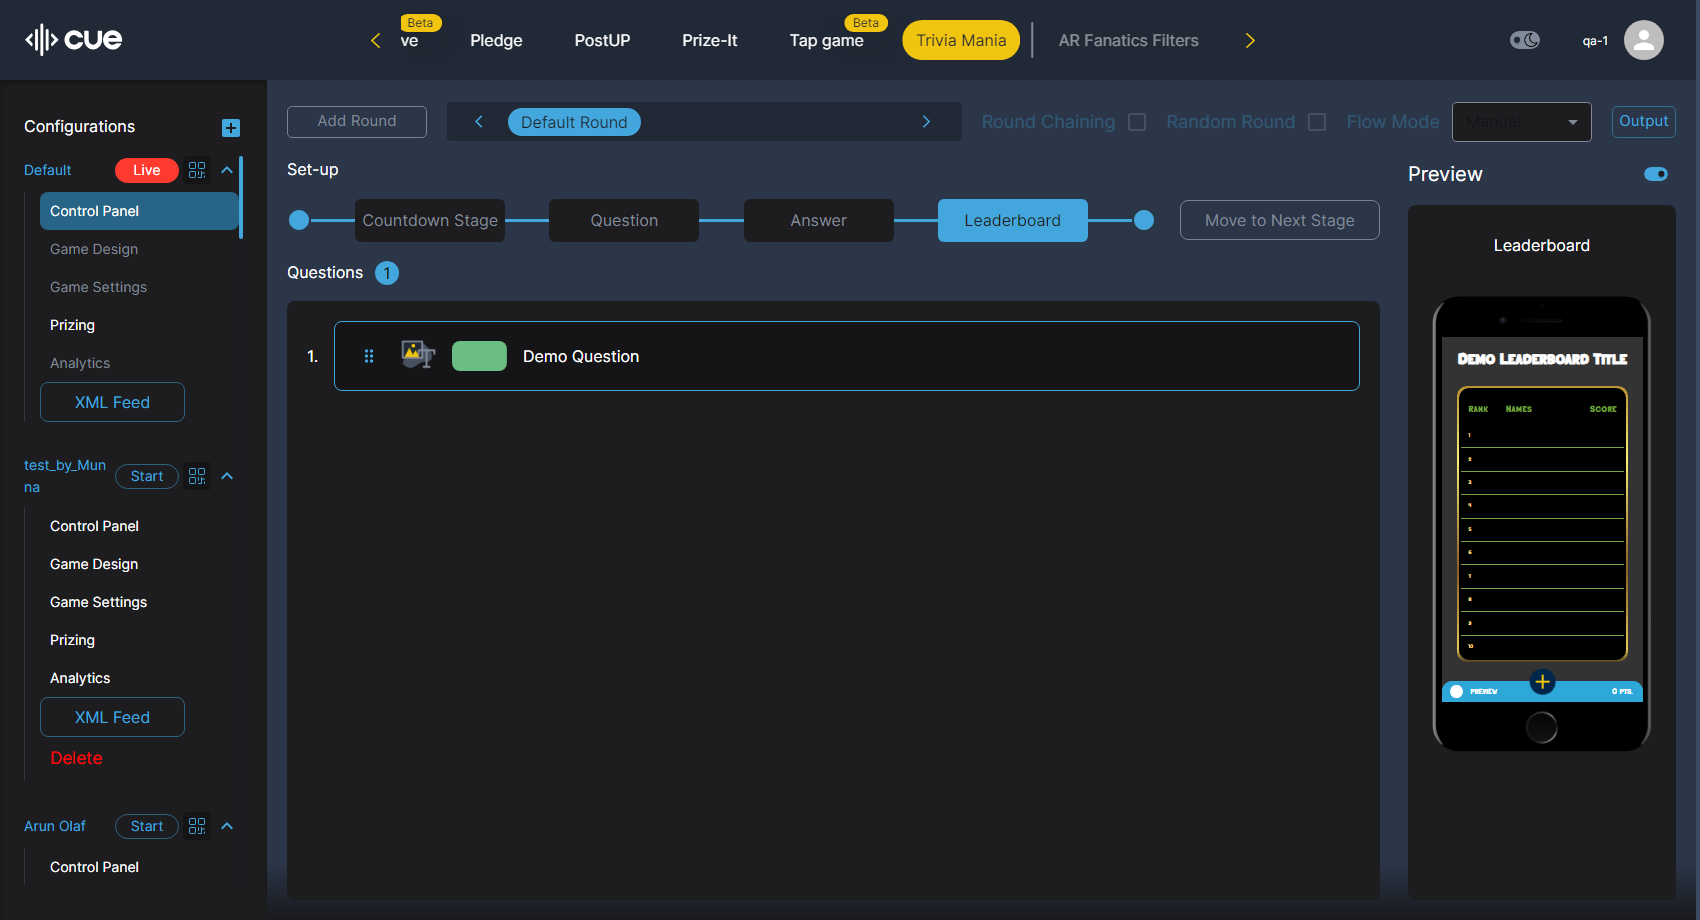 cue
Beta
ve
Pledge
PostUP
Prize-It
Tap game
Beta
Trivia Mania
AR Fanatics Filters
qa-1
Configurations
Default
Live
Control Panel
Game Design
Game Settings
Prizing
Analytics
XML Feed
test_by_Mun
na
Start
Control Panel
Game Design
Game Settings
Prizing
Analytics
XML Feed
Delete
Arun Olaf
Start
Control Panel
Add Round
Default Round
Round Chaining
Random Round
Flow Mode
Manual
Output
Set-up
Countdown Stage
Question
Answer
Leaderboard
Move to Next Stage
Questions 1
1. Demo Question
Preview
Leaderboard
Demo Leaderboard Title
Rank Names Score
1
2
3
4
5
6
7
8
9
10
PREVIEW 0 PTS.